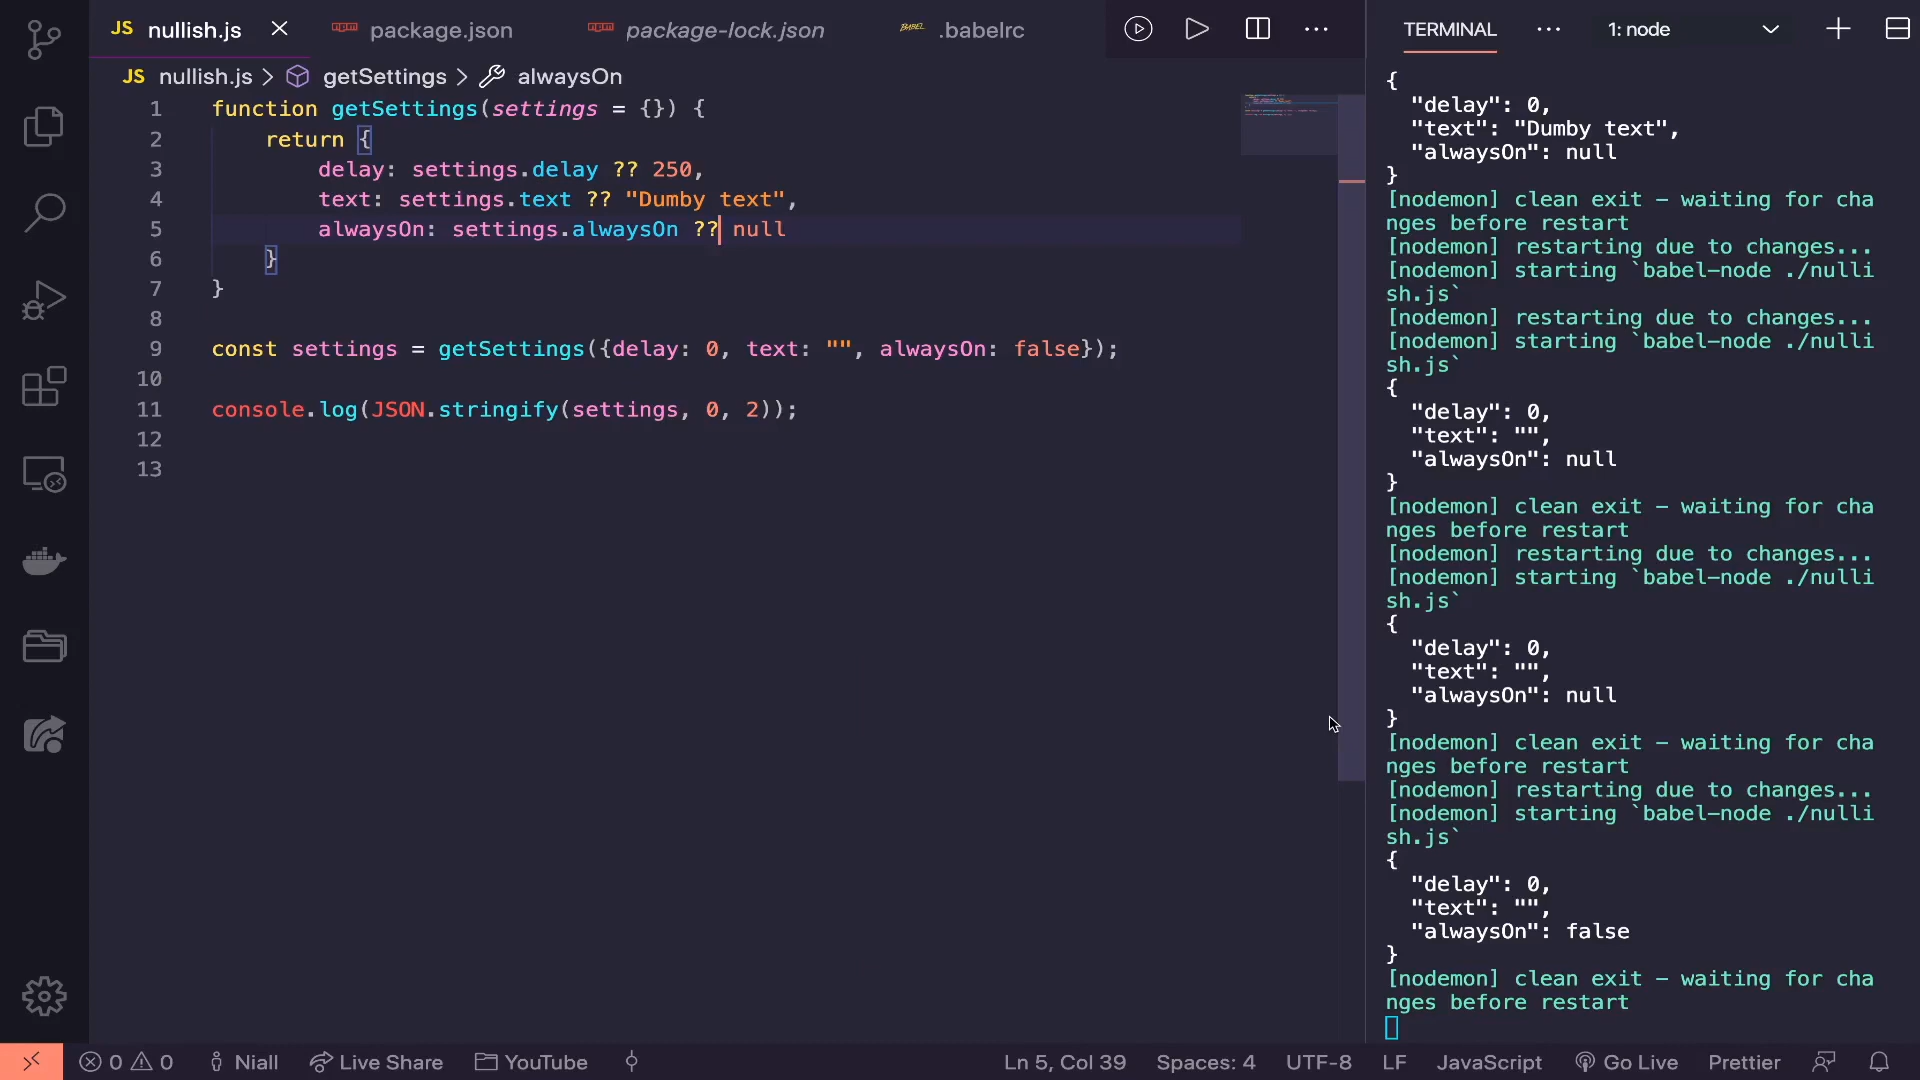 JS nullish.js package.json package-lock.json BABEL .babelrc
JS nullish.js > getSettings > alwaysOn
1 function getSettings(settings = {}) {
2 return {
3 delay: settings.delay ?? 250,
4 text: settings.text ?? "Dumby text",
5 alwaysOn: settings.alwaysOn ?? null
6 }
7 }
8
9 const settings = getSettings({delay: 0, text: "", alwaysOn: false});
10
11 console.log(JSON.stringify(settings, 0, 2));
12
13
TERMINAL ... 1: node
{
"delay": 0,
"text": "Dumby text",
"alwaysOn": null
}
[nodemon] clean exit - waiting for cha
nges before restart
[nodemon] restarting due to changes...
[nodemon] starting `babel-node ./nulli
sh.js`
[nodemon] restarting due to changes...
[nodemon] starting `babel-node ./nulli
sh.js`
{
"delay": 0,
"text": "",
"alwaysOn": null
}
[nodemon] clean exit - waiting for cha
nges before restart
[nodemon] restarting due to changes...
[nodemon] starting `babel-node ./nulli
sh.js`
{
"delay": 0,
"text": "",
"alwaysOn": null
}
[nodemon] clean exit - waiting for cha
nges before restart
[nodemon] restarting due to changes...
[nodemon] starting `babel-node ./nulli
sh.js`
{
"delay": 0,
"text": "",
"alwaysOn": false
}
[nodemon] clean exit - waiting for cha
nges before restart
0 0 Niall Live Share YouTube Ln 5, Col 39 Spaces: 4 UTF-8 LF JavaScript Go Live Prettier